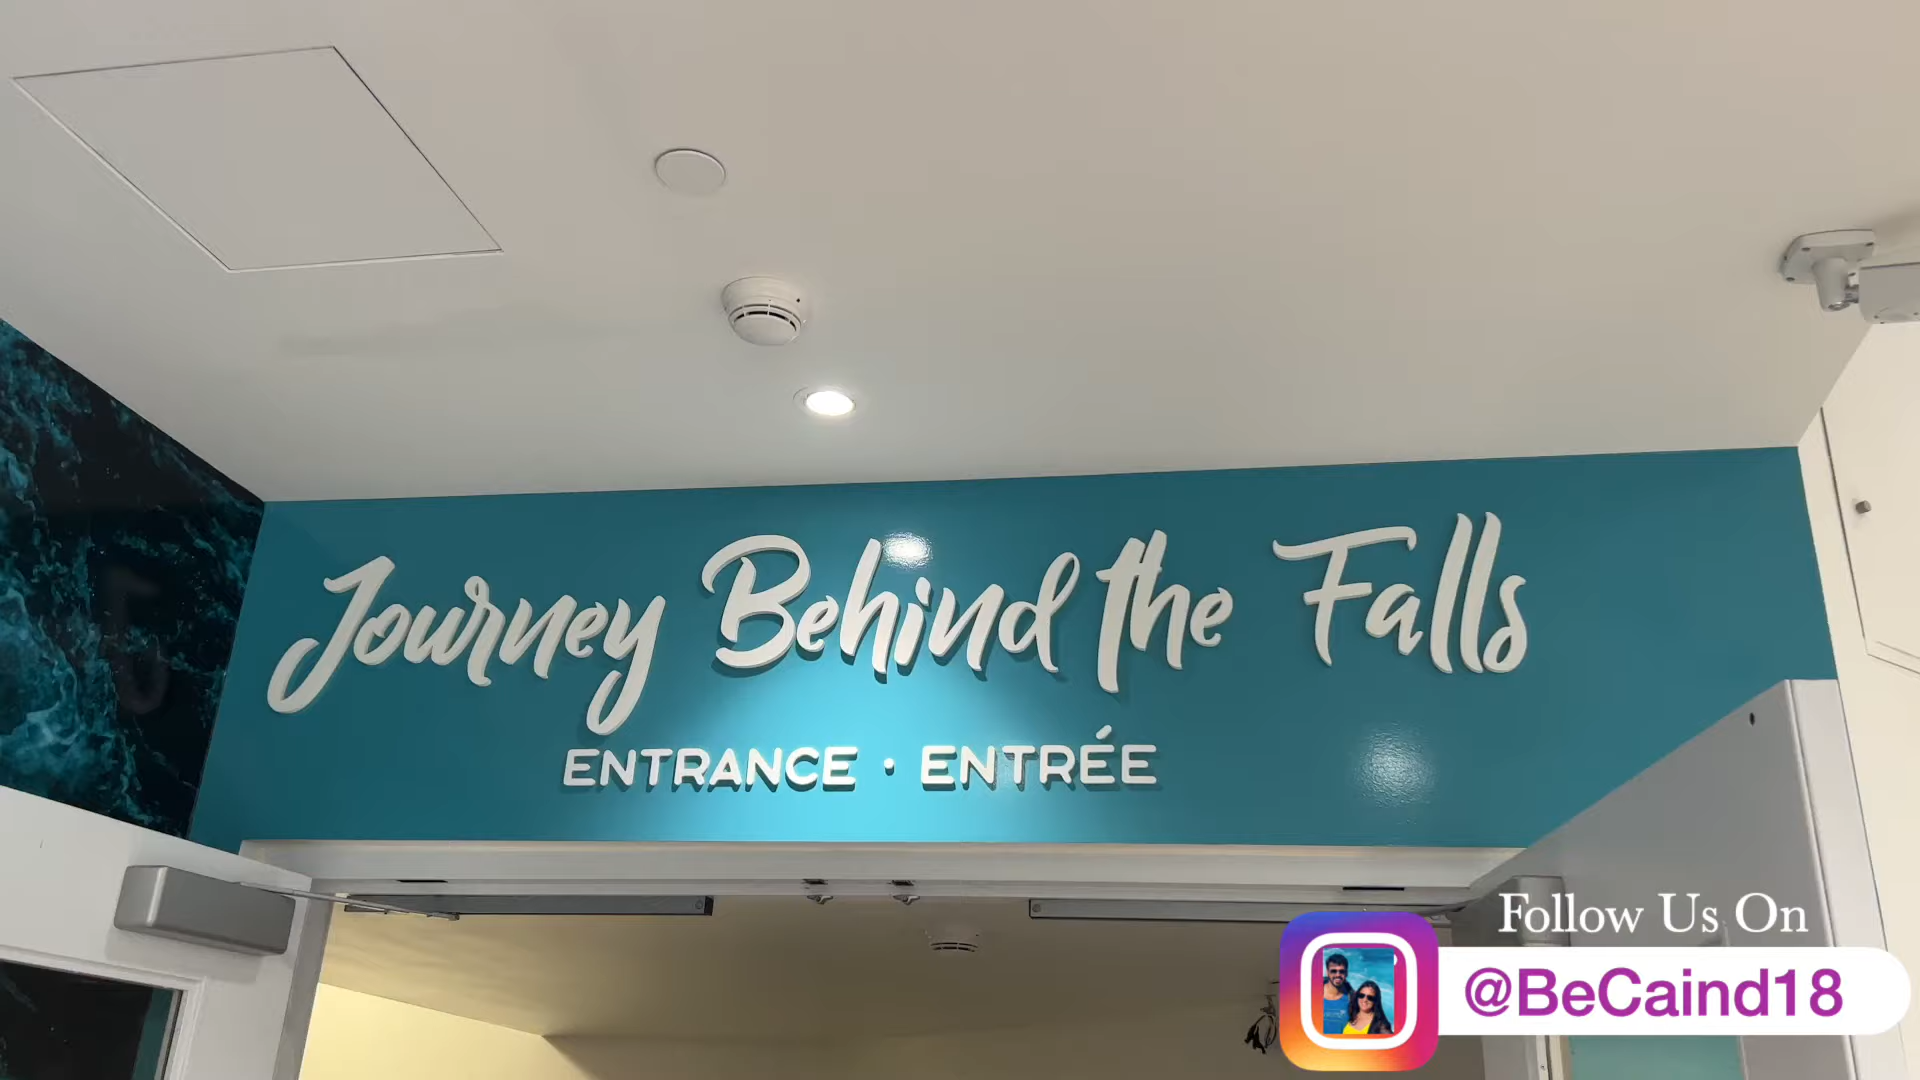 Journey Behind the Falls
ENTRANCE · ENTRÉE
Follow Us On
@BeCaind18